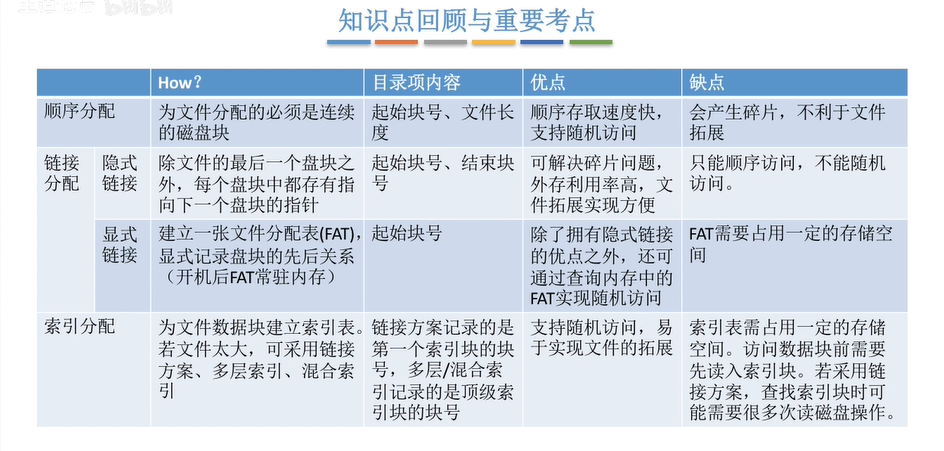 知识点回顾与重要考点
How？
目录项内容
优点
缺点
顺序分配
为文件分配的必须是连续
的磁盘块
起始块号、文件长
度
顺序存取速度快，
支持随机访问
会产生碎片，不利于文件
拓展
链接
分配
隐式
链接
除文件的最后一个盘块之
外，每个盘块中都存有指
向下一个盘块的指针
起始块号、结束块
号
可解决碎片问题，
外存利用率高，文
件拓展实现方便
只能顺序访问，不能随机
访问。
显式
链接
建立一张文件分配表(FAT)，
显式记录盘块的先后关系
（开机后FAT常驻内存）
起始块号
除了拥有隐式链接
的优点之外，还可
通过查询内存中的
FAT实现随机访问
FAT需要占用一定的存储空
间
索引分配
为文件数据块建立索引表。
若文件太大，可采用链接
方案、多层索引、混合索
引
链接方案记录的是
第一个索引块的块
号，多层/混合索
引记录的是顶级索
引块的块号
支持随机访问，易
于实现文件的拓展
索引表需占用一定的存储
空间。访问数据块前需要
先读入索引块。若采用链
接方案，查找索引块时可
能需要很多次读磁盘操作。